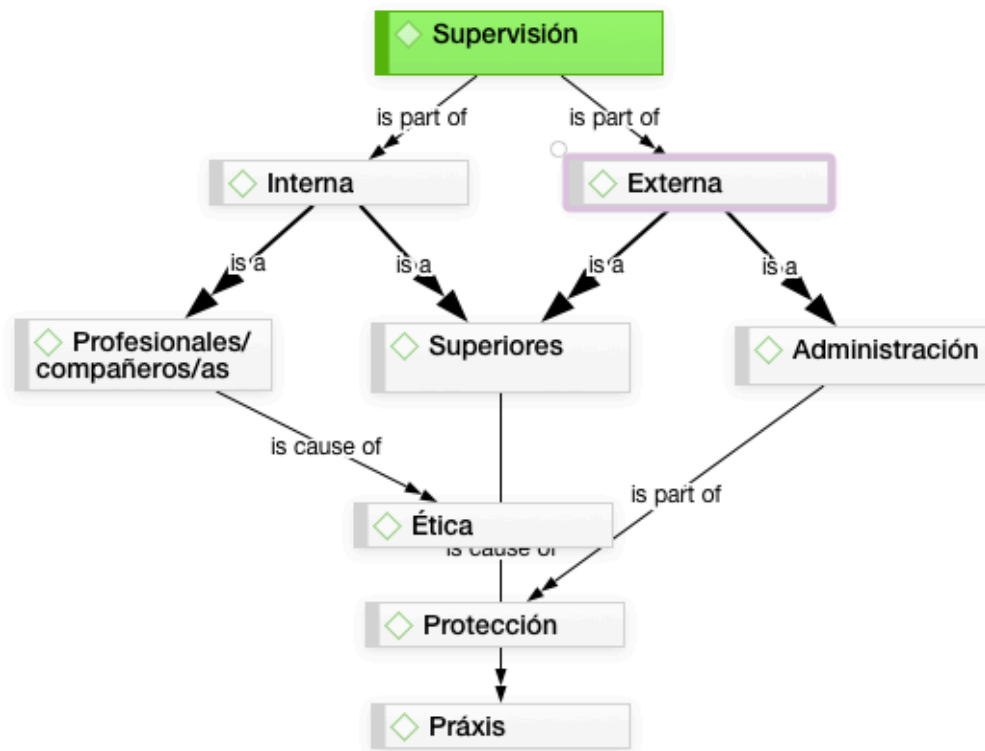 Supervisión
is part of
is part of
Interna
Externa
is a
is a
is a
is a
Profesionales/
compañeros/as
Superiores
Administración
is cause of
is part of
Ética
is cause of
Protección
Práxis